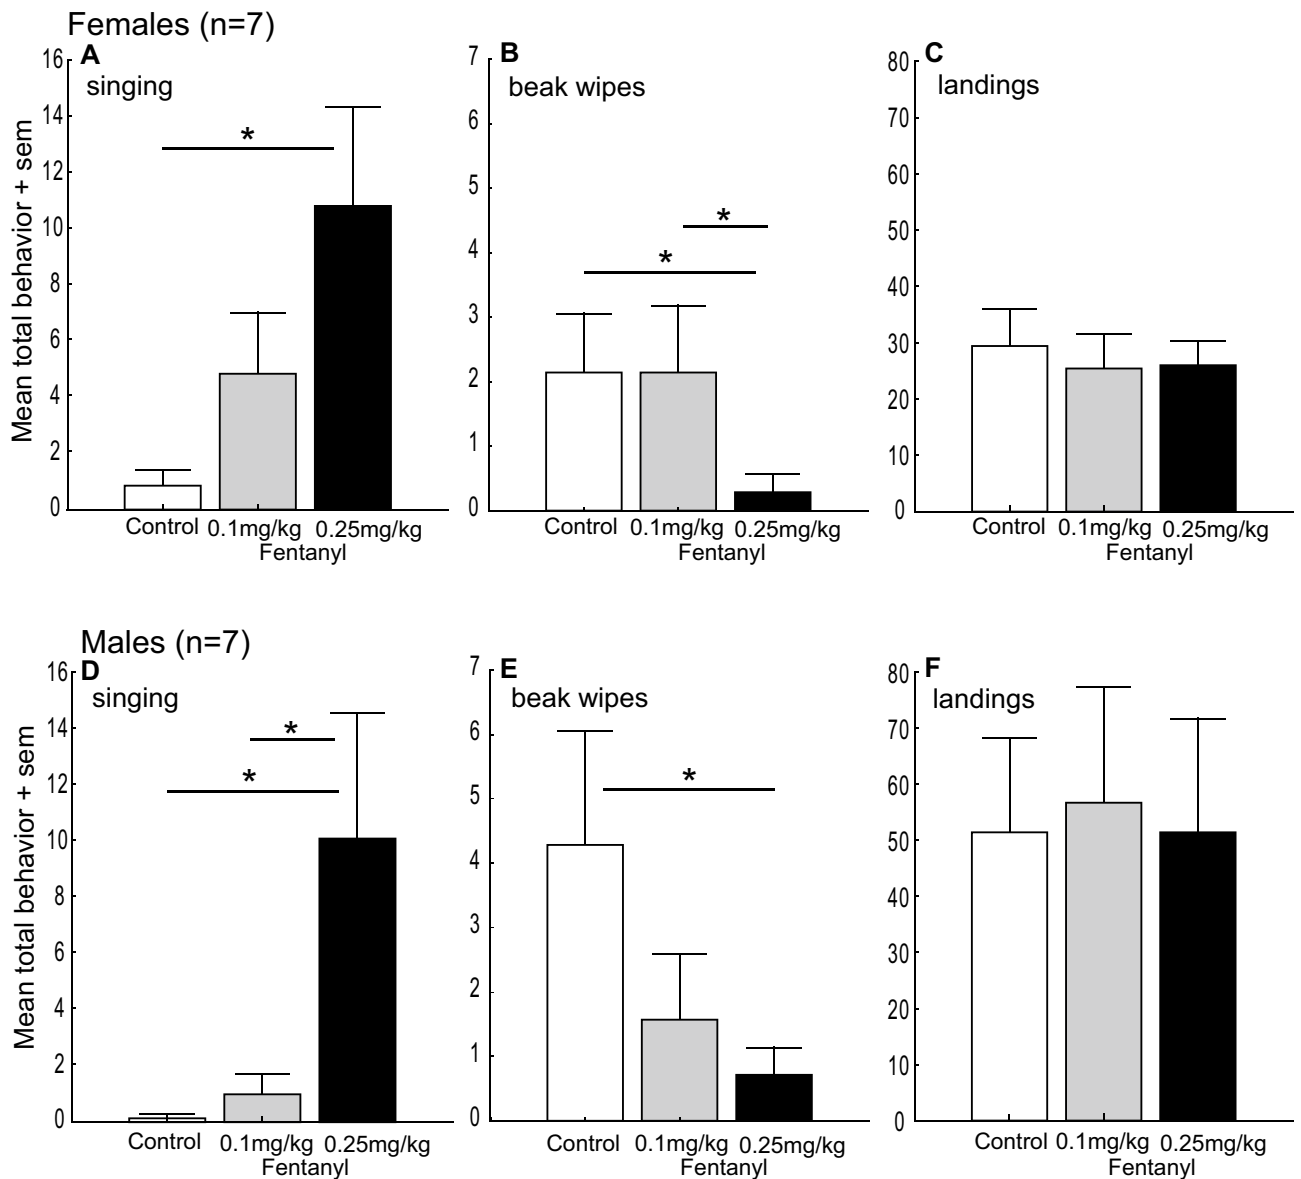 Females (n=7)
A
singing
Mean total behavior + sem
16
14
12
10
8
6
4
2
0
*
Control 0.1mg/kg 0.25mg/kg
Fentanyl
B
beak wipes
7
6
5
4
3
2
1
0
*
*
Control 0.1mg/kg 0.25mg/kg
Fentanyl
C
landings
80
70
60
50
40
30
20
10
0
Control 0.1mg/kg 0.25mg/kg
Fentanyl
Males (n=7)
D
singing
Mean total behavior + sem
16
14
12
10
8
6
4
2
0
*
*
Control 0.1mg/kg 0.25mg/kg
Fentanyl
E
beak wipes
7
6
5
4
3
2
1
0
*
Control 0.1mg/kg 0.25mg/kg
Fentanyl
F
landings
80
70
60
50
40
30
20
10
0
Control 0.1mg/kg 0.25mg/kg
Fentanyl